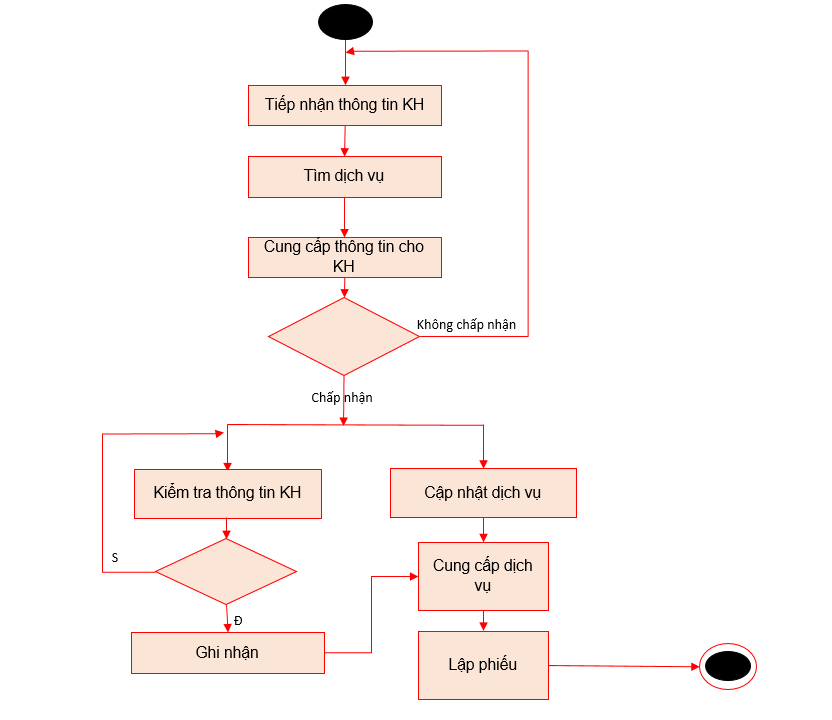 Tiếp nhận thông tin KH
Tìm dịch vụ
Cung cấp thông tin cho
KH
Không chấp nhận
Chấp nhận
Kiểm tra thông tin KH
Cập nhật dịch vụ
S
Cung cấp dịch
vụ
Đ
Ghi nhận
Lập phiếu